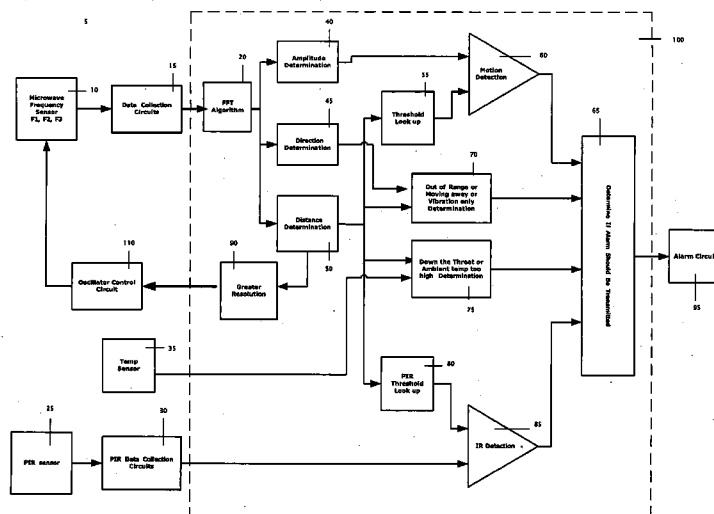 5
40
Amplitude
Determination
60
Motion
Detection
100
10
Microwave
Frequency
Sensor
F1, F2, F3
15
Data Collection
Circuits
20
FFT
Algorithm
55
Threshold
Look up
65
Determine If Alarm Should Be Transmitted
45
Direction
Determination
70
Out of Range or
Moving away or
Vibration only
Determination
Distance
Determination
50
110
Oscillator Control
Circuit
90
Greater
Resolution
Down the Throat or
Ambient temp too
high Determination
75
Alarm Circuit
95
Temp
Sensor
35
80
PIR
Threshold
Look up
25
PIR sensor
30
PIR Data Collection
Circuits
85
IR Detection